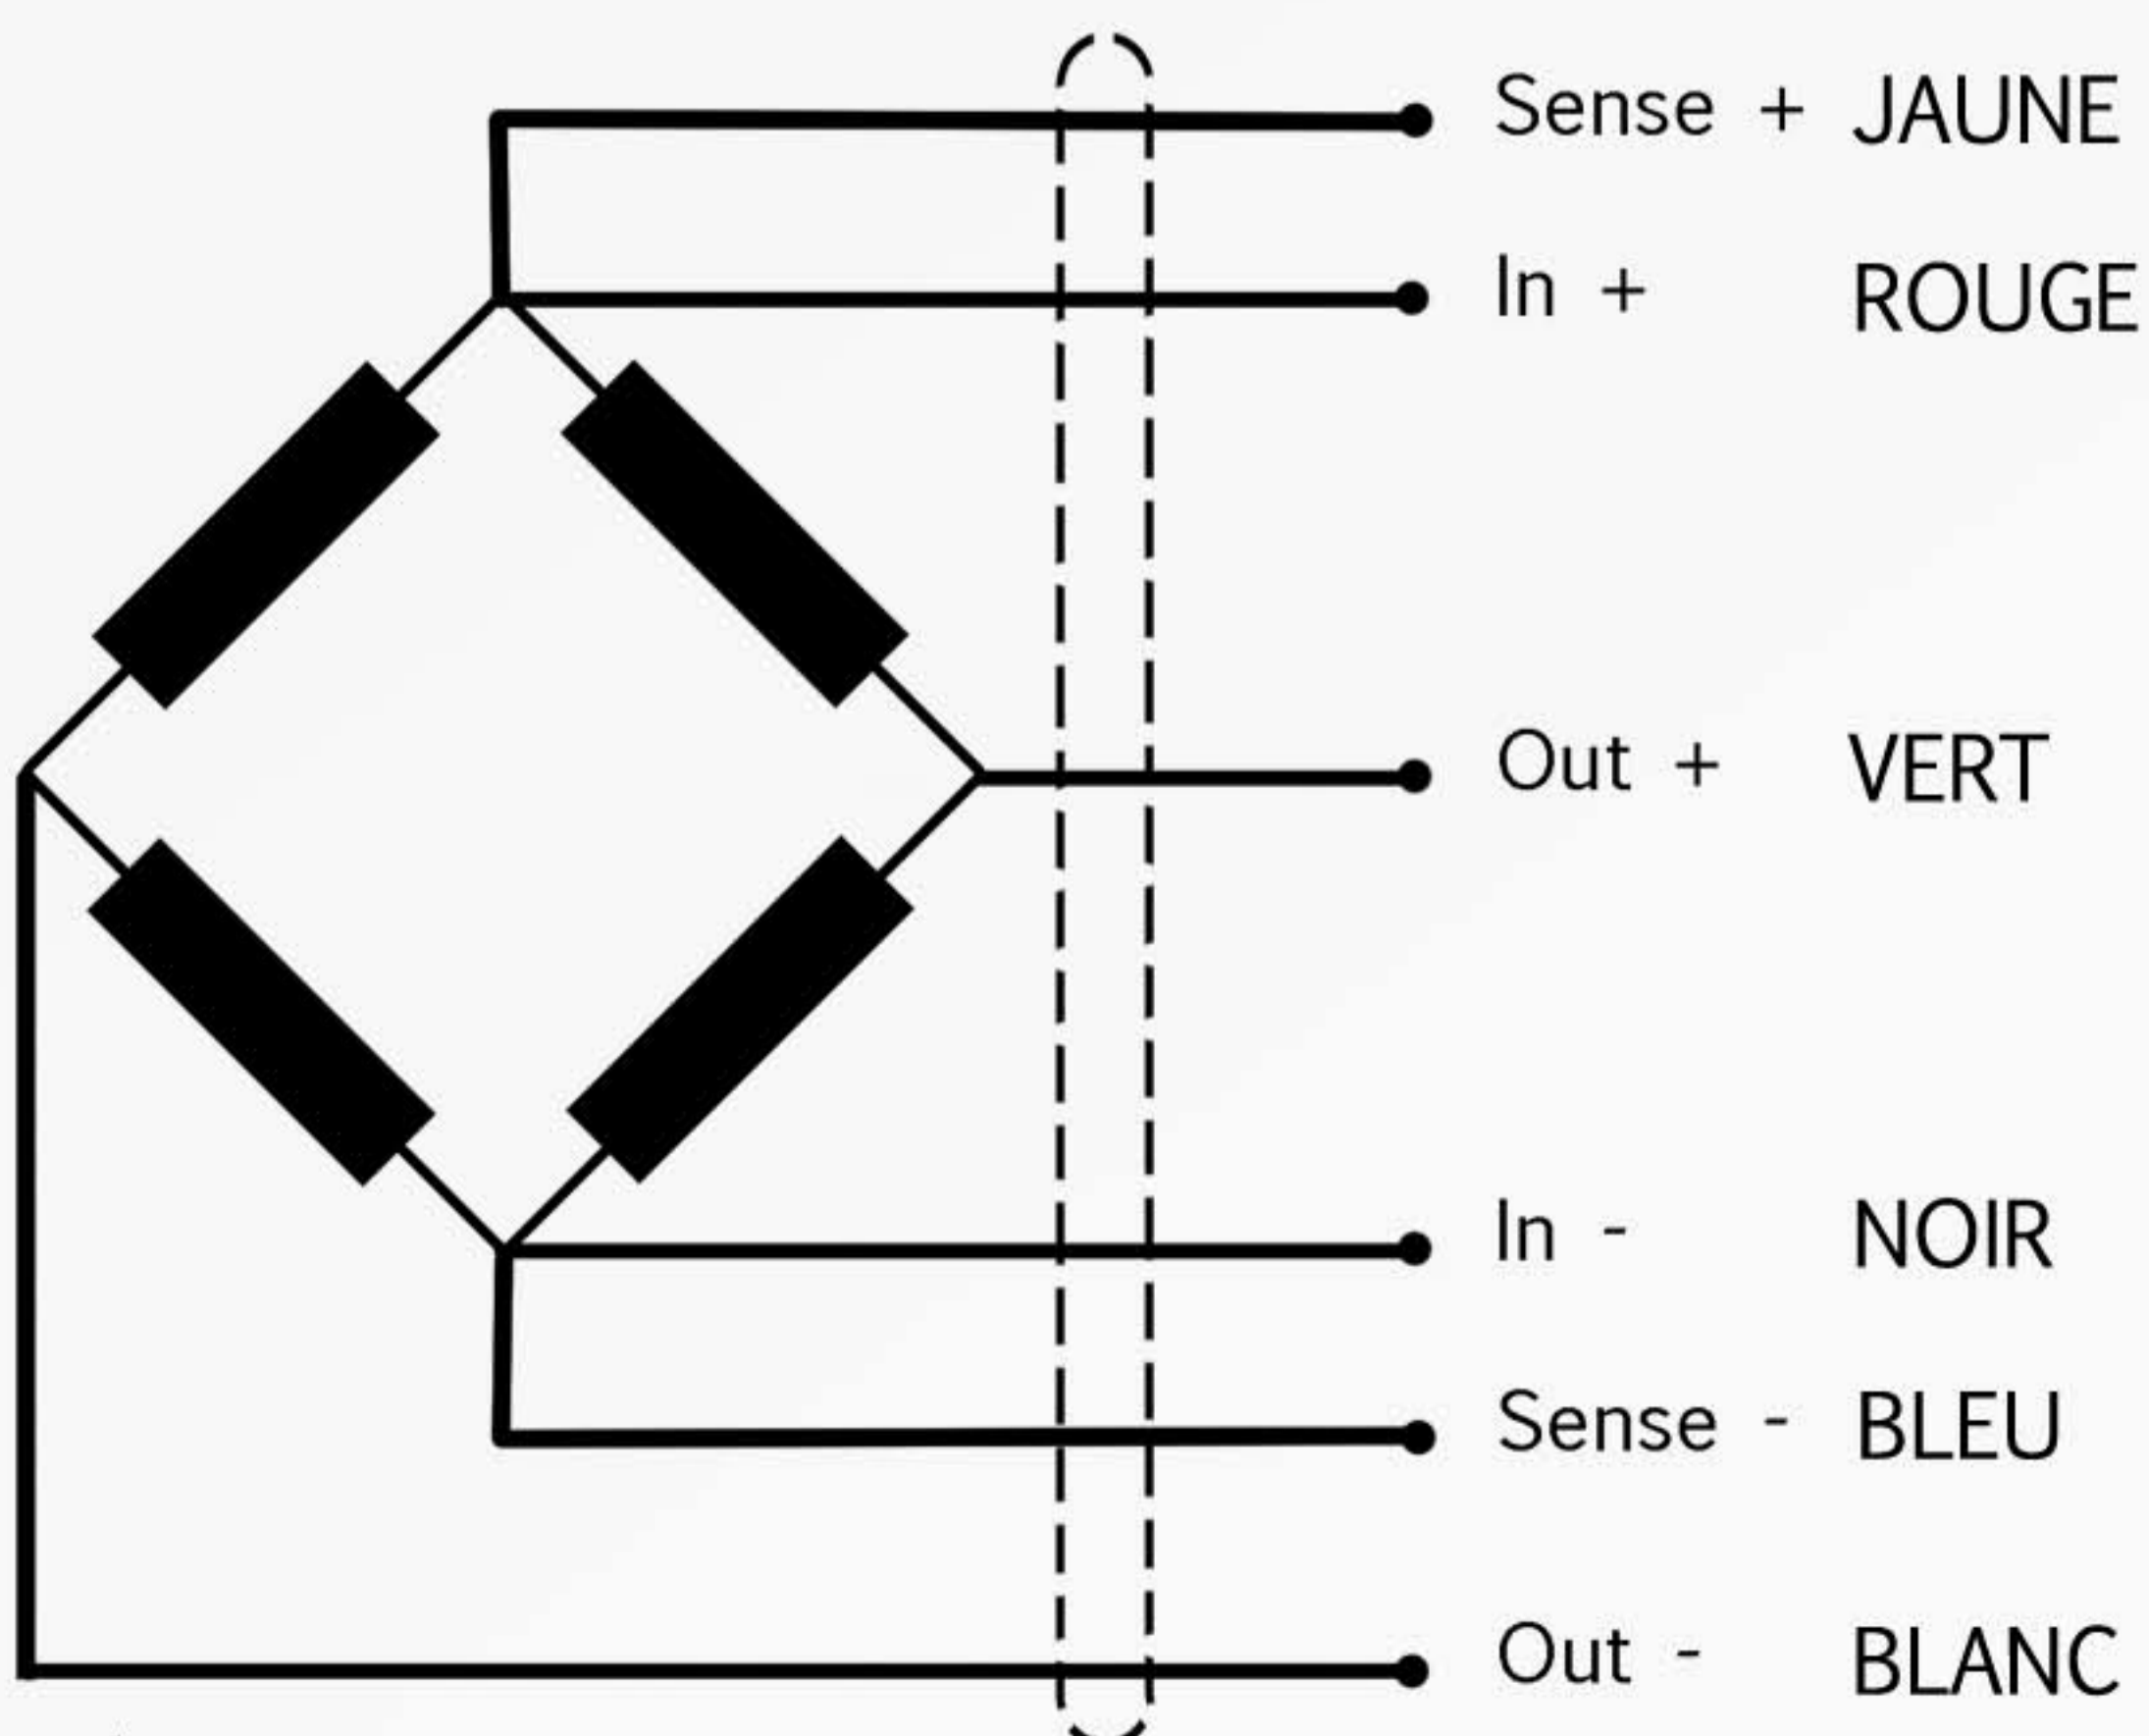 Sense + JAUNE
In + ROUGE
Out + VERT
In - NOIR
Sense - BLEU
Out - BLANC